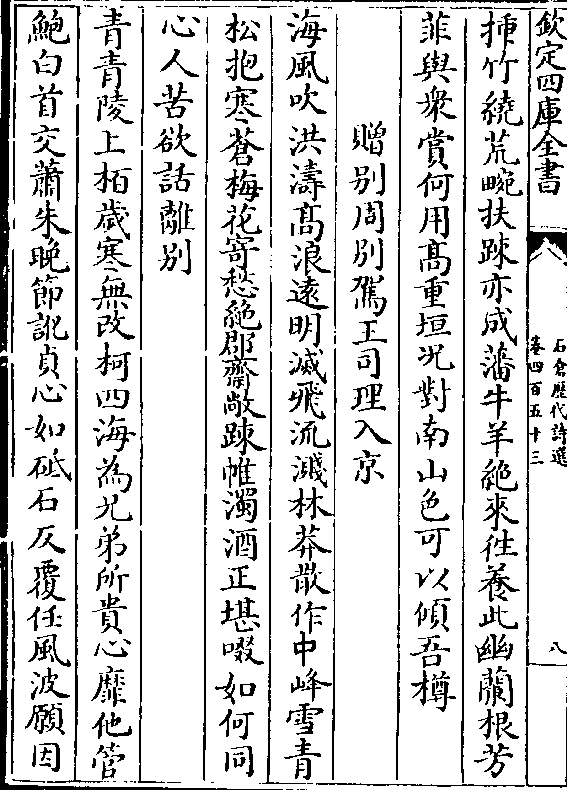 欽定四庫全書
石倉歷代詩選
卷四百五十三
八
挿竹繞荒畹扶踈亦成藩牛羊絶來徃養此幽蘭根芳
菲與衆賞何用髙重垣况對南山色可以傾吾樽
贈别周别駕王司理入京
海風吹洪濤髙浪遠明滅飛流濺林莽散作中峰雪青
松抱寒蒼梅花寄愁絶郡齋敞踈帷濁酒正堪啜如何同
心人苦欲話離别
青青陵上栢歲寒無改柯四海為兄弟所貴心靡他管
鮑白首交蕭朱晚節訛貞心如砥石反覆任風波願因